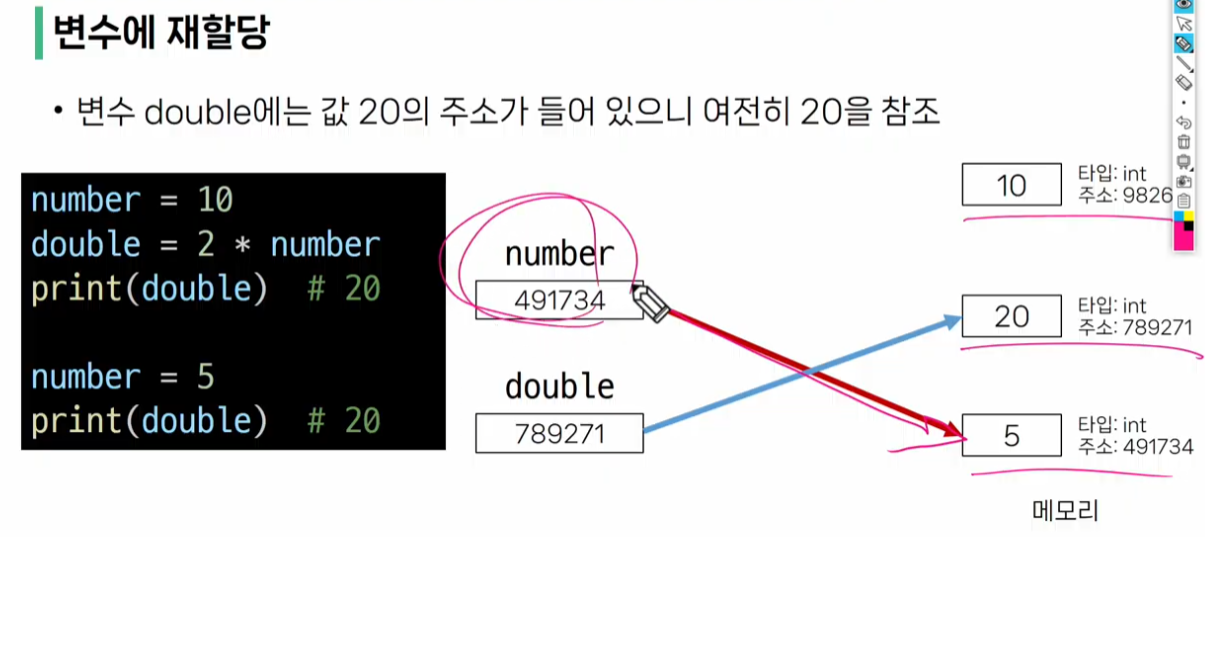 변수에 재할당
• 변수 double에는 값 20의 주소가 들어 있으니 여전히 20을 참조
number = 10
double = 2 * number
print(double)  # 20
number = 5
print(double)  # 20
number
491734
double
789271
10
타입: int
주소: 9826
20
타입: int
주소: 789271
5
타입: int
주소: 491734
메모리